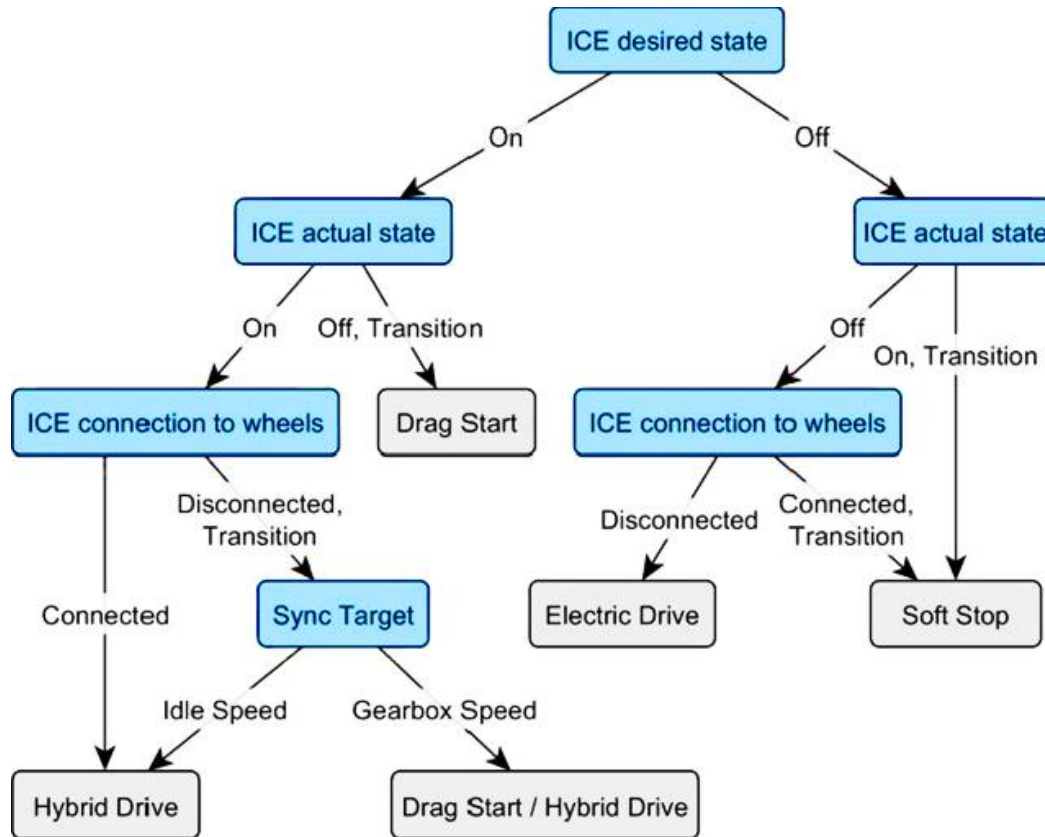 ICE desired state
On
Off
ICE actual state
ICE actual state
On
Off, Transition
Off
On, Transition
ICE connection to wheels
Drag Start
ICE connection to wheels
Disconnected,
Transition
Disconnected
Connected,
Transition
Connected
Sync Target
Electric Drive
Soft Stop
Idle Speed
Gearbox Speed
Hybrid Drive
Drag Start / Hybrid Drive